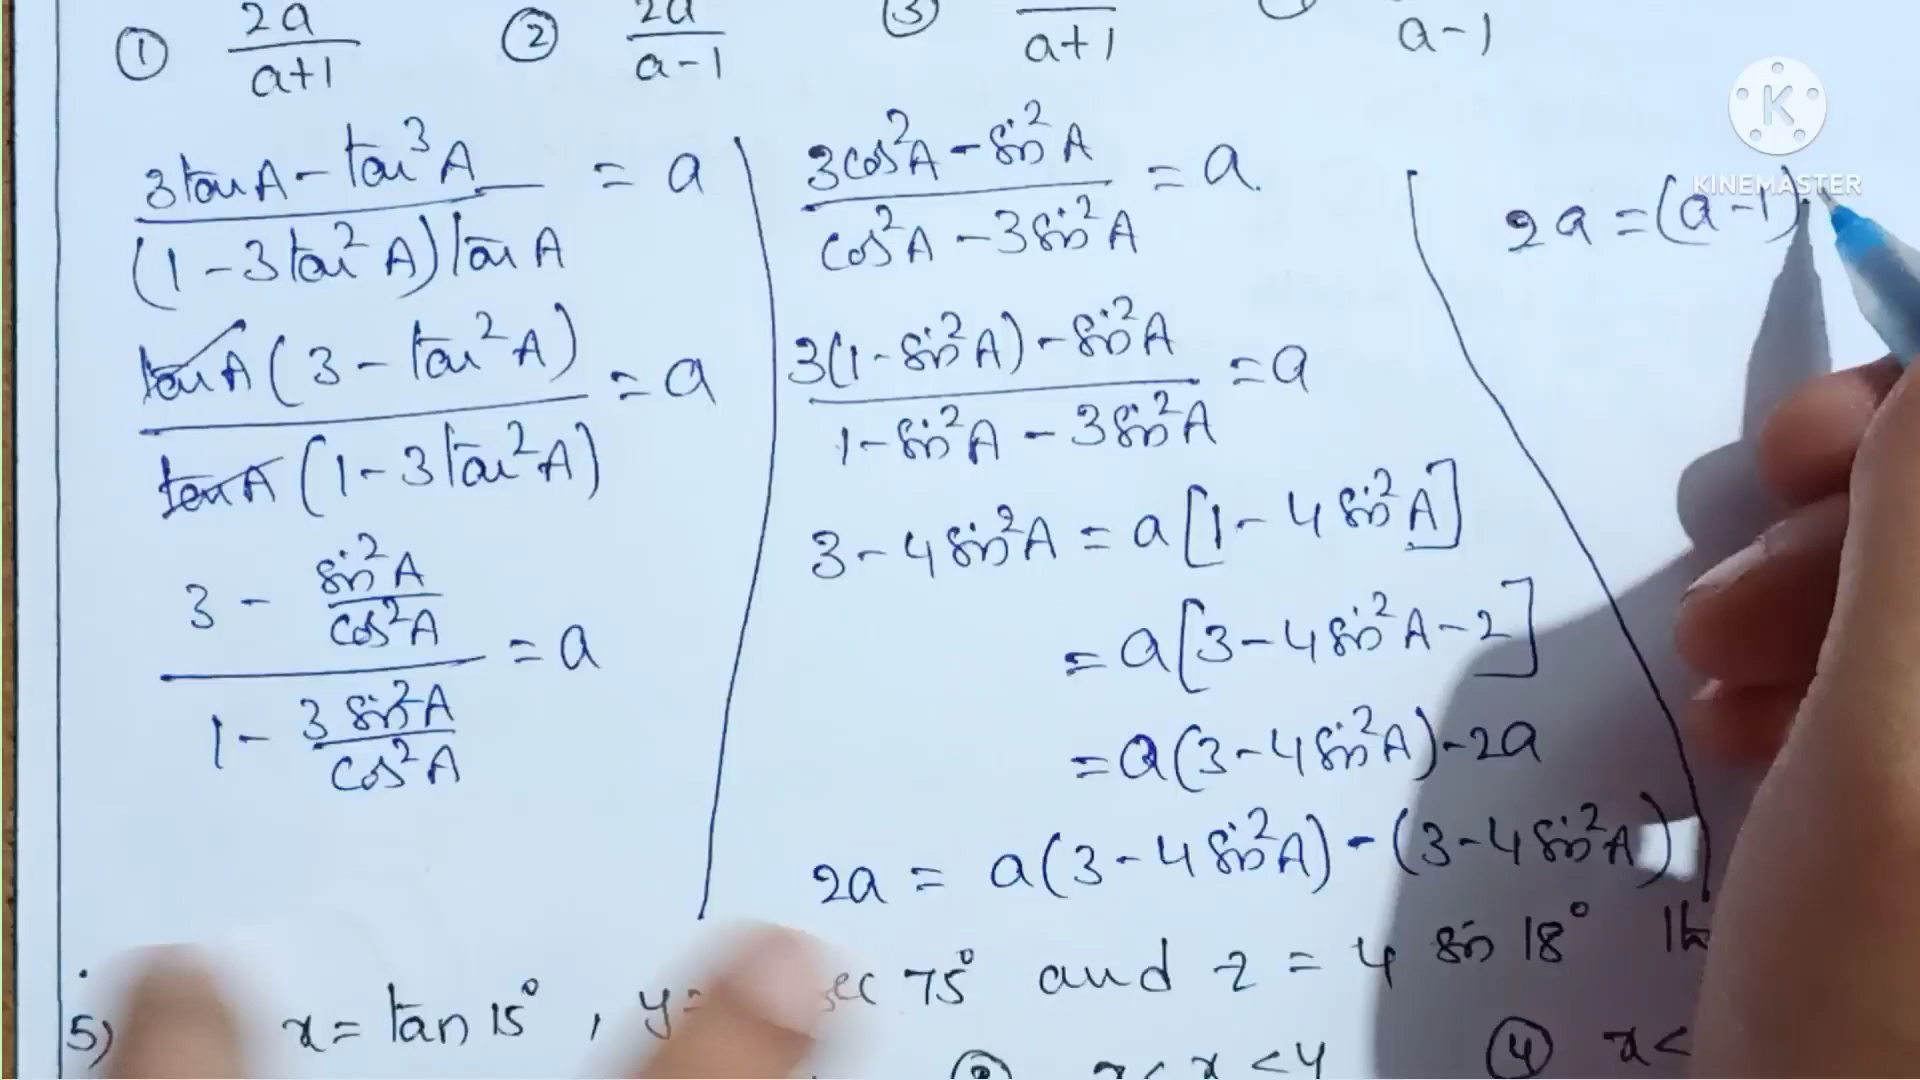 ① 2a/(a+1) ② 2a/(a-1) ③ a+1 a-1
(3tanA - tan³A)/((1-3tan²A)tanA) = a
(tanA(3 - tan²A))/(tanA(1-3tan²A)) = a
(3 - sin²A/cos²A)/(1 - 3sin²A/cos²A) = a
(3cos²A - sin²A)/(cos²A - 3sin²A) = a.
(3(1-sin²A) - sin²A)/(1-sin²A - 3sin²A) = a
3 - 4sin²A = a[1 - 4sin²A]
= a[3 - 4sin²A - 2]
= a(3 - 4sin²A) - 2a
2a = a(3 - 4sin²A) - (3 - 4sin²A)
2a = (a-1)
KINEMASTER
5) x = tan 15°, y = sec 75° and z = 4 sin 18°
x < 4 ④ x <